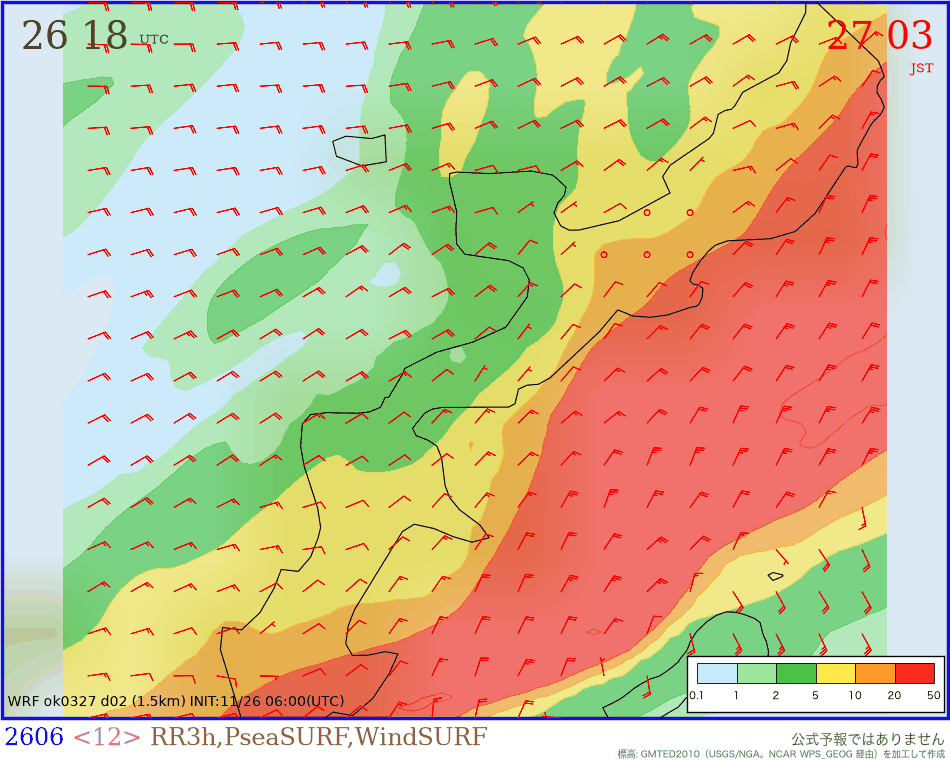 26 18 UTC
27 03
JST
0.1 1 2 5 10 20 50
WRF ok0327 d02 (1.5km) INIT:11/26 06:00(UTC)
2606 <12> RR3h,PseaSURF,WindSURF
公式予報ではありません
標高: GMTED2010（USGS/NGA。NCAR WPS_GEOG 経由）を加工して作成